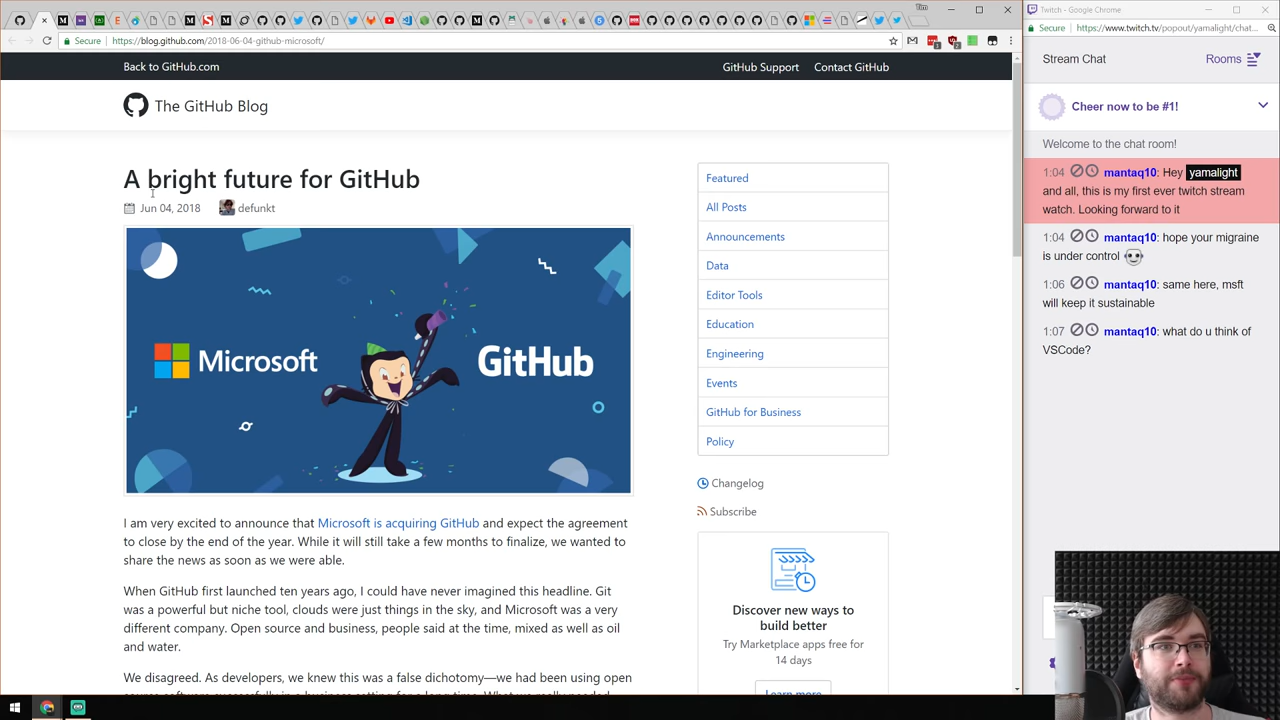 Tim
Secure
https://blog.github.com/2018-06-04-github-microsoft/
Back to GitHub.com
GitHub Support
Contact GitHub
The GitHub Blog
A bright future for GitHub
Jun 04, 2018
defunkt
Microsoft
GitHub
I am very excited to announce that Microsoft is acquiring GitHub and expect the agreement
to close by the end of the year. While it will still take a few months to finalize, we wanted to
share the news as soon as we were able.
When GitHub first launched ten years ago, I could have never imagined this headline. Git
was a powerful but niche tool, clouds were just things in the sky, and Microsoft was a very
different company. Open source and business, people said at the time, mixed as well as oil
and water.
We disagreed. As developers, we knew this was a false dichotomy—we had been using open
Featured
All Posts
Announcements
Data
Editor Tools
Education
Engineering
Events
GitHub for Business
Policy
Changelog
Subscribe
Discover new ways to
build better
Try Marketplace apps free for
14 days
Learn more
Twitch - Google Chrome
Secure
https://www.twitch.tv/popout/yamalight/chat...
Stream Chat
Rooms
Cheer now to be #1!
Welcome to the chat room!
1:04 mantaq10: Hey yamalight
and all, this is my first ever twitch stream
watch. Looking forward to it
1:04 mantaq10: hope your migraine
is under control
1:06 mantaq10: same here, msft
will keep it sustainable
1:07 mantaq10: what do u think of
VSCode?